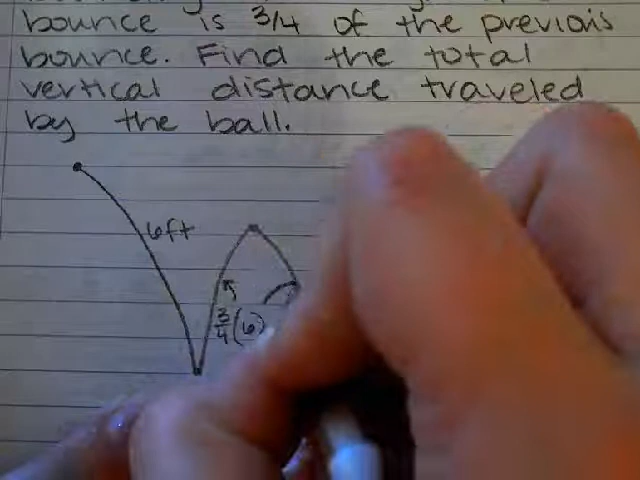 bounce is 3/4 of the previous
bounce. Find the total
vertical distance traveled
by the ball.
6ft
3/4(6)